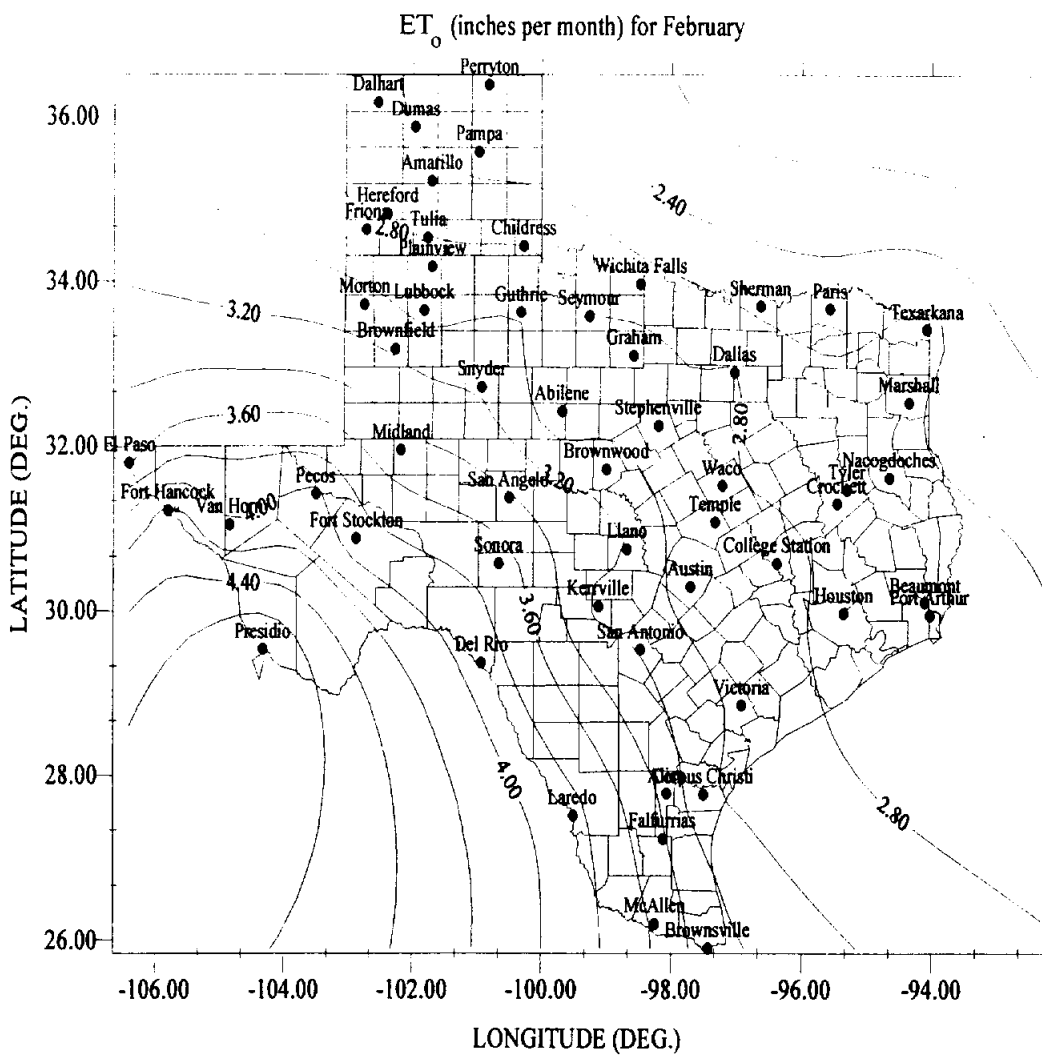 ETo (inches per month) for February
Perryton
Dalhart
36.00
Dumas
Pampa
Amarillo
2.40
Hereford
Friona
Tulia
2.80
Childress
Plainview
34.00
Wichita Falls
Morton
Lubbock
Guthrie
Seymour
Sherman
Paris
Texarkana
3.20
Brownfield
Graham
Dallas
Snyder
Marshall
Abilene
Stephenville
3.60
2.80
32.00
El Paso
Midland
Brownwood
Waco
Nacogdoches
Tyler
Pecos
San Angelo
3.20
Crockett
Fort Hancock
Van Horn
4.00
Temple
Fort Stockton
Llano
College Station
Sonora
Austin
4.40
Kerrville
Houston
Beaumont
Port Arthur
30.00
3.60
Presidio
Del Rio
San Antonio
Victoria
28.00
4.00
Corpus Christi
Laredo
2.80
Falfurrias
McAllen
Brownsville
26.00
-106.00
-104.00
-102.00
-100.00
-98.00
-96.00
-94.00
LONGITUDE (DEG.)
LATITUDE (DEG.)